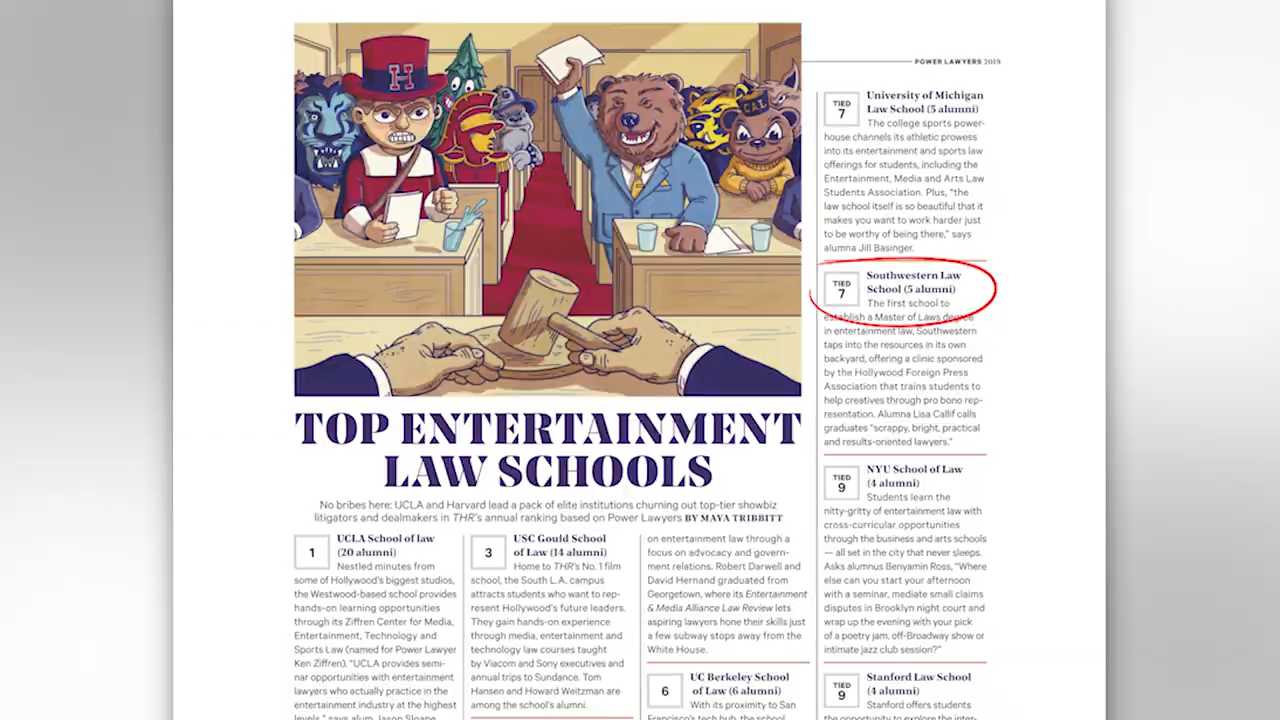 H
CAL
POWER LAWYERS 2019
TOP ENTERTAINMENT
LAW SCHOOLS
No bribes here: UCLA and Harvard lead a pack of elite institutions churning out top-tier showbiz
litigators and dealmakers in THR's annual ranking based on Power Lawyers BY MAYA TRIBBITT
1
UCLA School of law
(20 alumni)
Nestled minutes from
some of Hollywood's biggest studios,
the Westwood-based school provides
hands-on learning opportunities
through its Ziffren Center for Media,
Entertainment, Technology and
Sports Law (named for Power Lawyer
Ken Ziffren). "UCLA provides semi-
nar opportunities with entertainment
lawyers who actually practice in the
entertainment industry at the highest
levels," says alum Jason Sloane
3
USC Gould School
of Law (14 alumni)
Home to THR's No. 1 film
school, the South L.A. campus
attracts students who want to rep-
resent Hollywood's future leaders.
They gain hands-on experience
through media, entertainment and
technology law courses taught
by Viacom and Sony executives and
annual trips to Sundance. Tom
Hansen and Howard Weitzman are
among the school's alumni.
on entertainment law through a
focus on advocacy and govern-
ment relations. Robert Darwell and
David Hernand graduated from
Georgetown, where its Entertainment
& Media Alliance Law Review lets
aspiring lawyers hone their skills just
a few subway stops away from the
White House.
6
UC Berkeley School
of Law (6 alumni)
With its proximity to San
Francisco's tech hub, the school
TIED
7
University of Michigan
Law School (5 alumni)
The college sports power-
house channels its athletic prowess
into its entertainment and sports law
offerings for students, including the
Entertainment, Media and Arts Law
Students Association. Plus, "the
law school itself is so beautiful that it
makes you want to work harder just
to be worthy of being there," says
alumna Jill Basinger.
TIED
7
Southwestern Law
School (5 alumni)
The first school to
establish a Master of Laws degree
in entertainment law, Southwestern
taps into the resources in its own
backyard, offering a clinic sponsored
by the Hollywood Foreign Press
Association that trains students to
help creatives through pro bono rep-
resentation. Alumna Lisa Callif calls
graduates "scrappy, bright, practical
and results-oriented lawyers."
TIED
9
NYU School of Law
(4 alumni)
Students learn the
nitty-gritty of entertainment law with
cross-curricular opportunities
through the business and arts schools
— all set in the city that never sleeps.
Asks alumnus Benyamin Ross, "Where
else can you start your afternoon
with a seminar, mediate small claims
disputes in Brooklyn night court and
wrap up the evening with your pick
of a poetry jam, off-Broadway show or
intimate jazz club session?"
TIED
9
Stanford Law School
(4 alumni)
Stanford offers students
the opportunity to explore the inter-